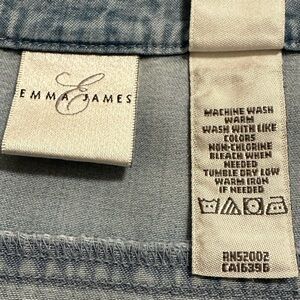 E
EMMA JAMES
MACHINE WASH
WARM
WASH WITH LIKE
COLORS
NON-CHLORINE
BLEACH WHEN
NEEDED
TUMBLE DRY LOW
WARM IRON
IF NEEDED
RN52002
CA16396